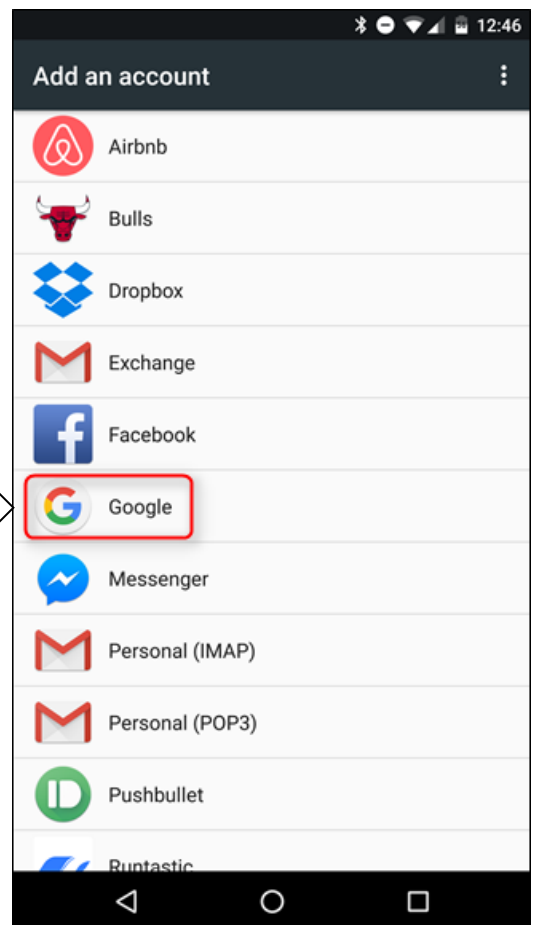 12:46
Add an account
Airbnb
Bulls
Dropbox
Exchange
Facebook
Google
Messenger
Personal (IMAP)
Personal (POP3)
Pushbullet
Runtastic